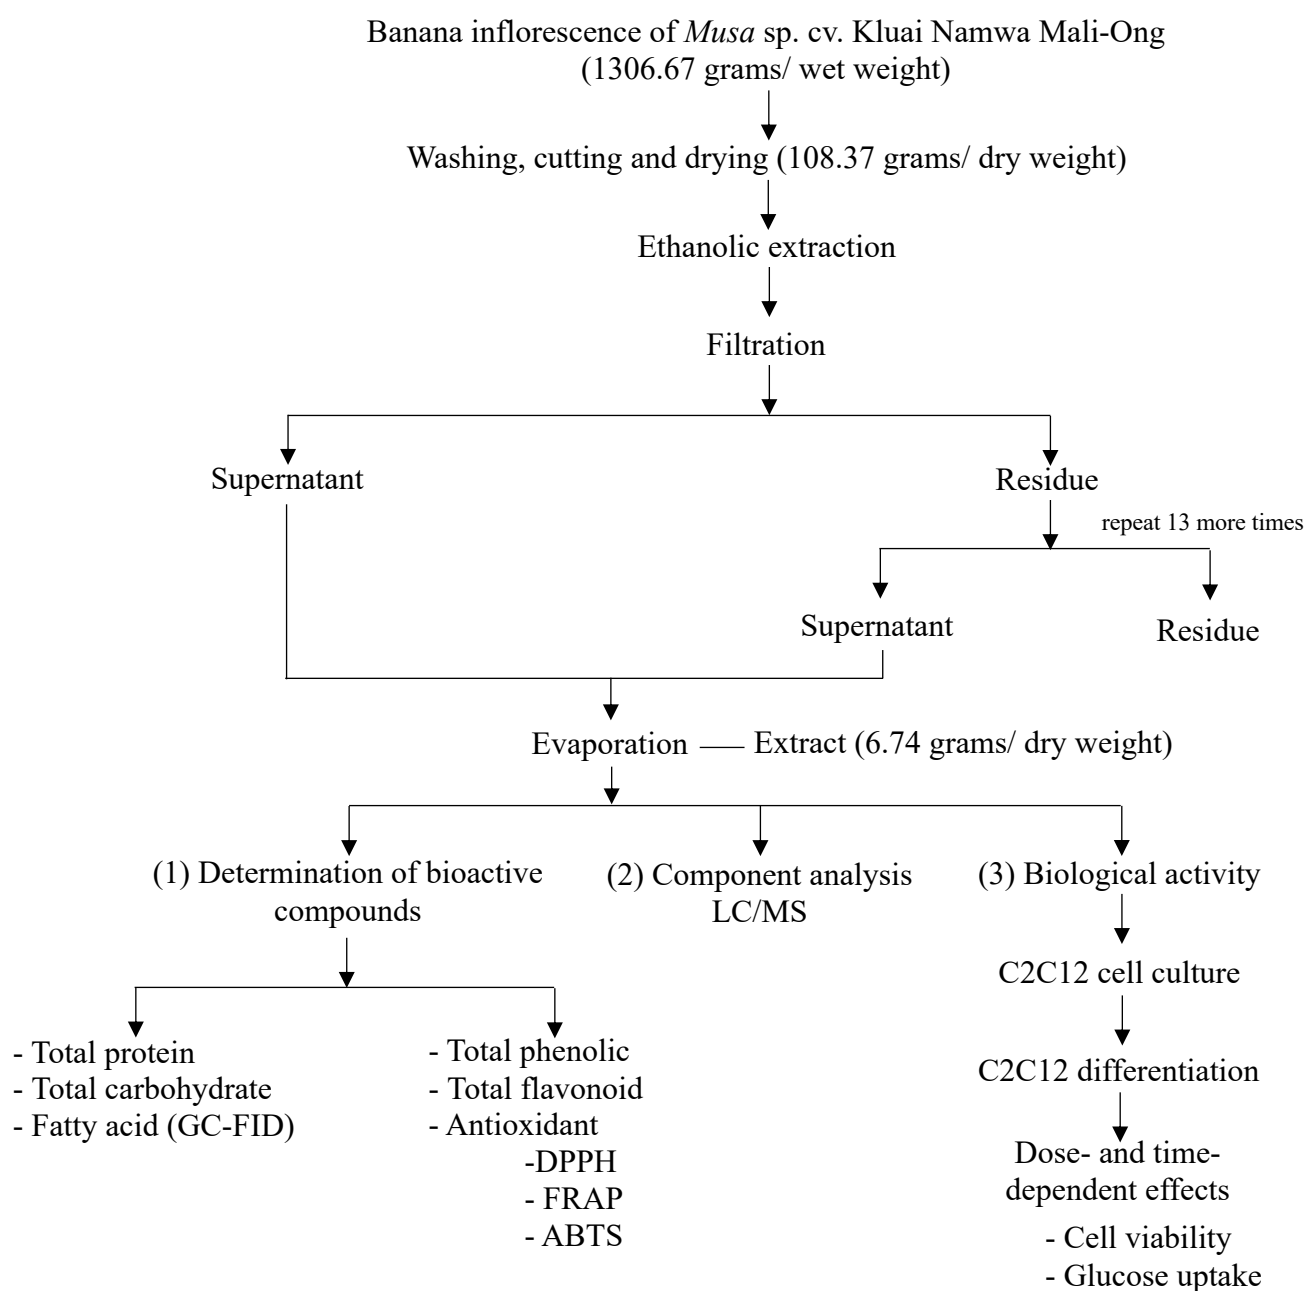 Banana inflorescence of Musa sp. cv. Kluai Namwa Mali-Ong
(1306.67 grams/ wet weight)
Washing, cutting and drying (108.37 grams/ dry weight)
Ethanolic extraction
Filtration
Supernatant
Residue
repeat 13 more times
Supernatant
Residue
Evaporation
Extract (6.74 grams/ dry weight)
(1) Determination of bioactive
compounds
(2) Component analysis
LC/MS
(3) Biological activity
C2C12 cell culture
C2C12 differentiation
Dose- and time-
dependent effects
- Cell viability
- Glucose uptake
- Total protein
- Total carbohydrate
- Fatty acid (GC-FID)
- Total phenolic
- Total flavonoid
- Antioxidant
-DPPH
- FRAP
- ABTS